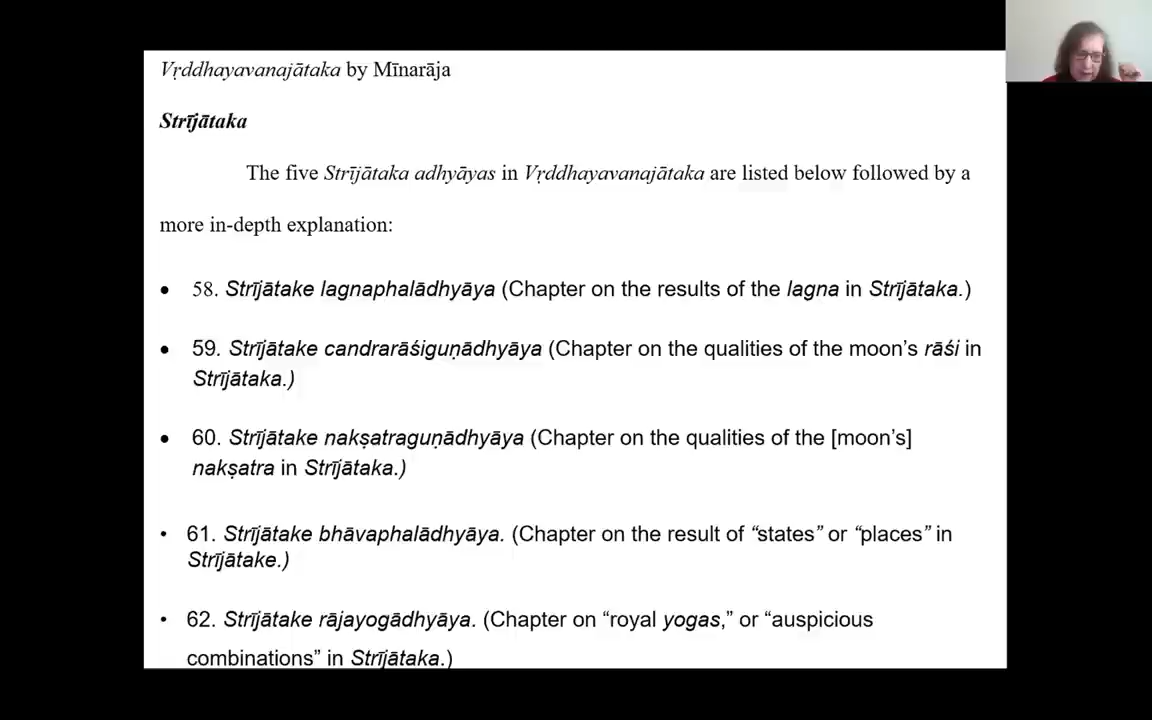 Vṛddhayavanajātaka by Mīnarāja
Strījātaka
The five Strījātaka adhyāyas in Vṛddhayavanajātaka are listed below followed by a
more in-depth explanation:
• 58. Strījātake lagnaphalādhyāya (Chapter on the results of the lagna in Strījātaka.)
• 59. Strījātake candrarāśiguṇādhyāya (Chapter on the qualities of the moon’s rāśi in
Strījātaka.)
• 60. Strījātake nakṣatraguṇādhyāya (Chapter on the qualities of the [moon’s]
nakṣatra in Strījātaka.)
• 61. Strījātake bhāvaphalādhyāya. (Chapter on the result of “states” or “places” in
Strījātake.)
• 62. Strījātake rājayogādhyāya. (Chapter on “royal yogas,” or “auspicious
combinations” in Strījātaka.)